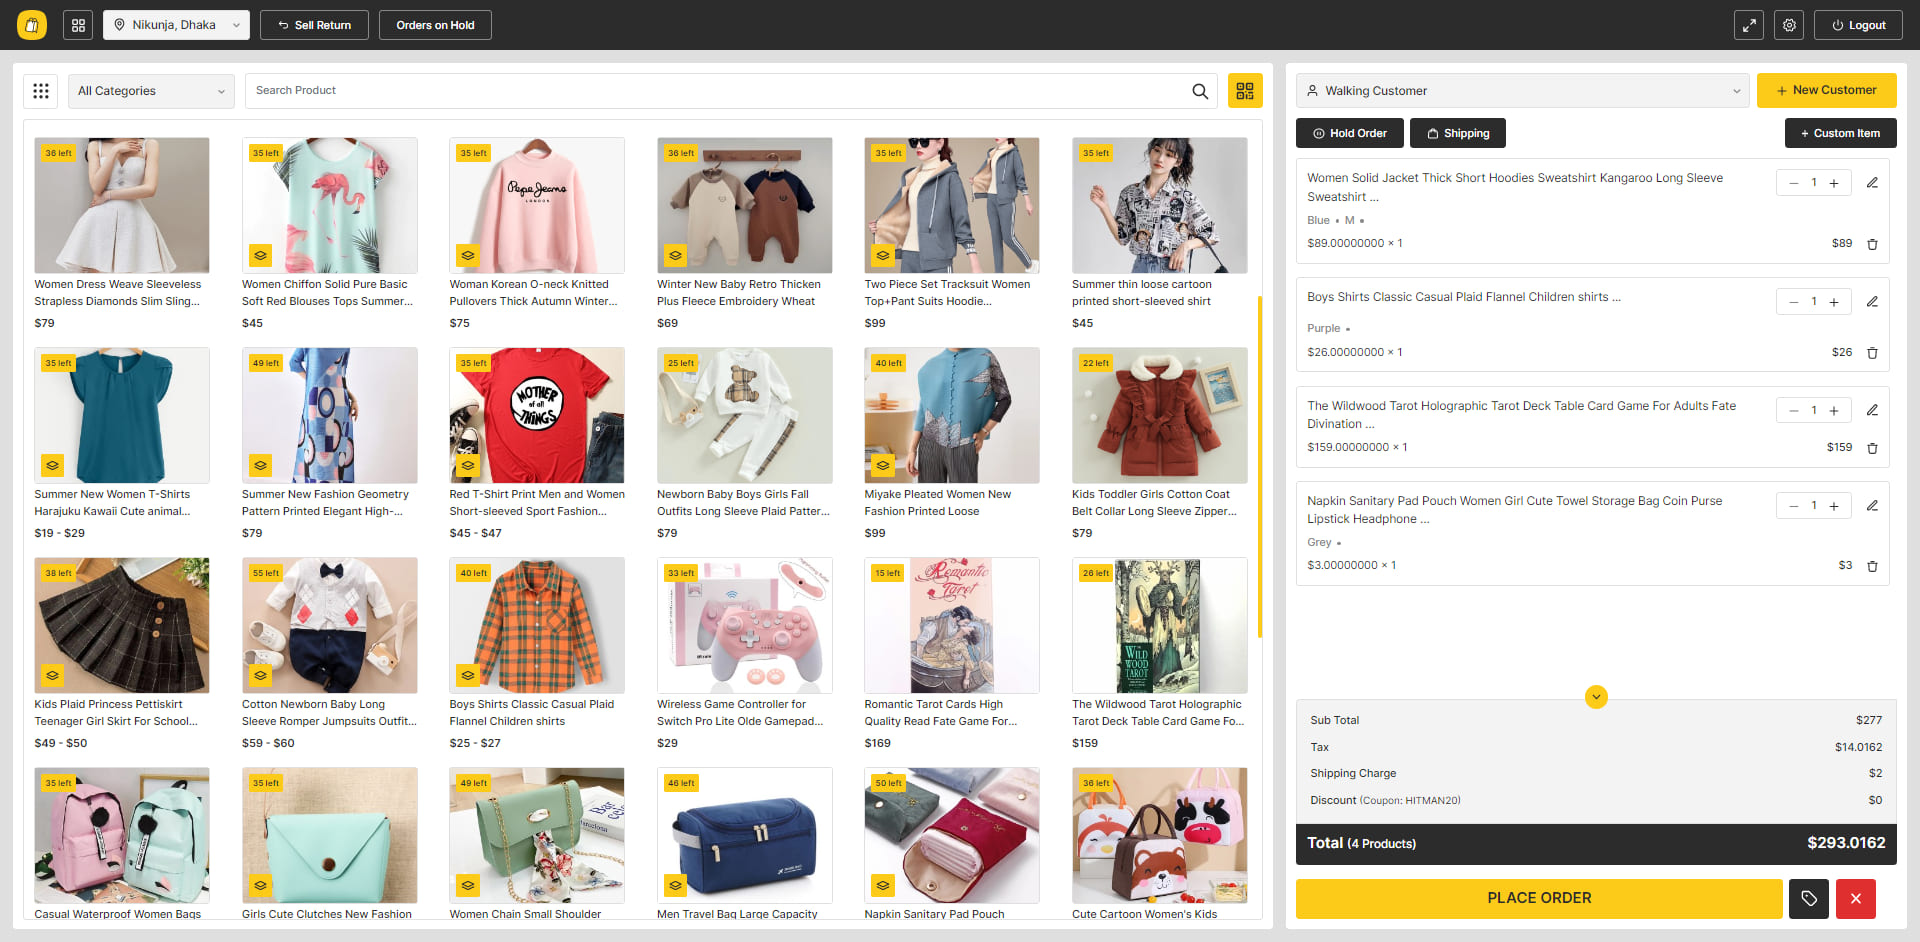 Nikunja, Dhaka
Sell Return
Orders on Hold
Logout
All Categories
Search Product
36 left
35 left
35 left
36 left
35 left
35 left
Pepe Jeans
LONDON
Women Dress Weave Sleeveless
Strapless Diamonds Slim Sling...
$79
Women Chiffon Solid Pure Basic
Soft Red Blouses Tops Summer...
$45
Woman Korean O-neck Knitted
Pullovers Thick Autumn Winter...
$75
Winter New Baby Retro Thicken
Plus Fleece Embroidery Wheat
$69
Two Piece Set Tracksuit Women
Top+Pant Suits Hoodie...
$99
Summer thin loose cartoon
printed short-sleeved shirt
$45
35 left
49 left
35 left
25 left
40 left
22 left
MOTHER
of all
THINGS
Summer New Women T-Shirts
Harajuku Kawaii Cute animal...
$19 - $29
Summer New Fashion Geometry
Pattern Printed Elegant High-...
$79
Red T-Shirt Print Men and Women
Short-sleeved Sport Fashion...
$45 - $47
Newborn Baby Boys Girls Fall
Outfits Long Sleeve Plaid Patter...
$79
Miyake Pleated Women New
Fashion Printed Loose
$99
Kids Toddler Girls Cotton Coat
Belt Collar Long Sleeve Zipper...
$79
38 left
55 left
40 left
33 left
15 left
26 left
Romantic
Tarot
THE
WILD
WOOD
TAROT
Kids Plaid Princess Pettiskirt
Teenager Girl Skirt For School...
$49 - $50
Cotton Newborn Baby Long
Sleeve Romper Jumpsuits Outfit...
$59 - $60
Boys Shirts Classic Casual Plaid
Flannel Children shirts
$25 - $27
Wireless Game Controller for
Switch Pro Lite Olde Gamepad...
$29
Romantic Tarot Cards High
Quality Read Fate Game For...
$169
The Wildwood Tarot Holographic
Tarot Deck Table Card Game Fo...
$159
35 left
35 left
49 left
46 left
50 left
36 left
Casual Waterproof Women Bags
Girls Cute Clutches New Fashion
Women Chain Small Shoulder
Men Travel Bag Large Capacity
Napkin Sanitary Pad Pouch
Cute Cartoon Women's Kids
Walking Customer
+ New Customer
Hold Order
Shipping
+ Custom Item
Women Solid Jacket Thick Short Hoodies Sweatshirt Kangaroo Long Sleeve
Sweatshirt ...
− 1 +
Blue • M •
$89.00000000 × 1
$89
Boys Shirts Classic Casual Plaid Flannel Children shirts ...
− 1 +
Purple •
$26.00000000 × 1
$26
The Wildwood Tarot Holographic Tarot Deck Table Card Game For Adults Fate
Divination ...
− 1 +
$159.00000000 × 1
$159
Napkin Sanitary Pad Pouch Women Girl Cute Towel Storage Bag Coin Purse
Lipstick Headphone ...
− 1 +
Grey •
$3.00000000 × 1
$3
Sub Total
$277
Tax
$14.0162
Shipping Charge
$2
Discount (Coupon: HITMAN20)
$0
Total (4 Products)
$293.0162
PLACE ORDER